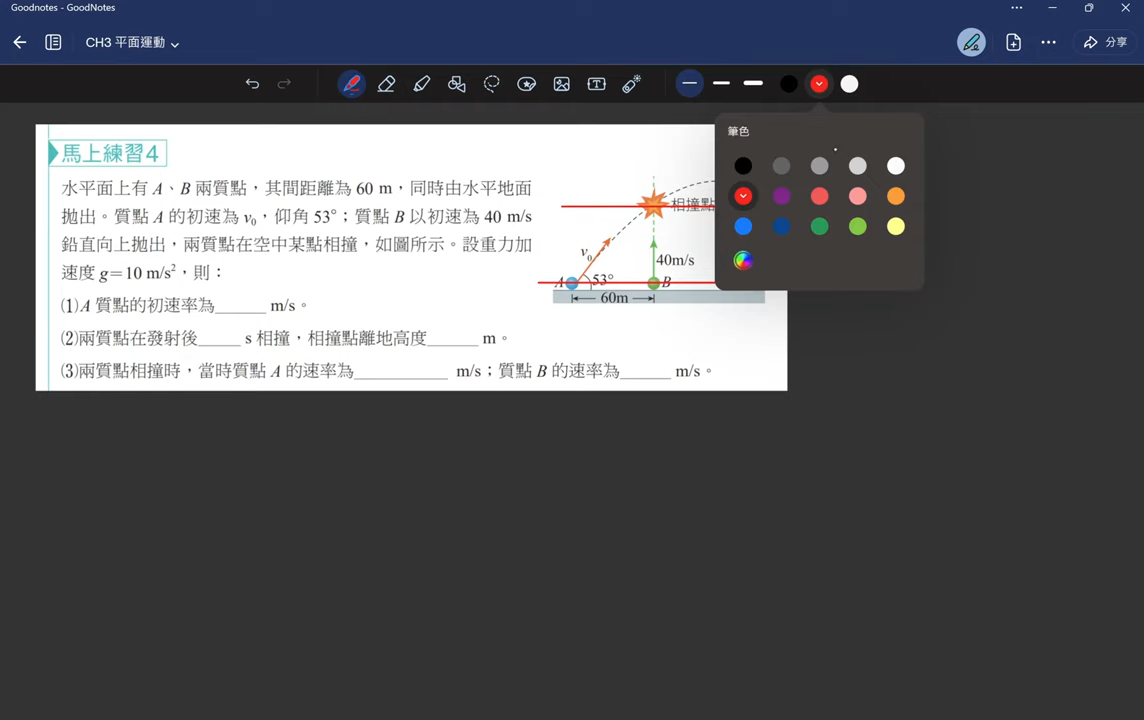 Goodnotes - GoodNotes
CH3 平面運動
分享
筆色
馬上練習4
水平面上有 A、B 兩質點，其間距離為 60 m，同時由水平地面
拋出。質點 A 的初速為 v₀，仰角 53°；質點 B 以初速為 40 m/s
鉛直向上拋出，兩質點在空中某點相撞，如圖所示。設重力加
速度 g=10 m/s²，則：
(1)A 質點的初速率為______ m/s。
(2)兩質點在發射後_____ s 相撞，相撞點離地高度______ m。
(3)兩質點相撞時，當時質點 A 的速率為___________ m/s；質點 B 的速率為______ m/s。
相撞點
v₀
40m/s
A
53°
B
60m